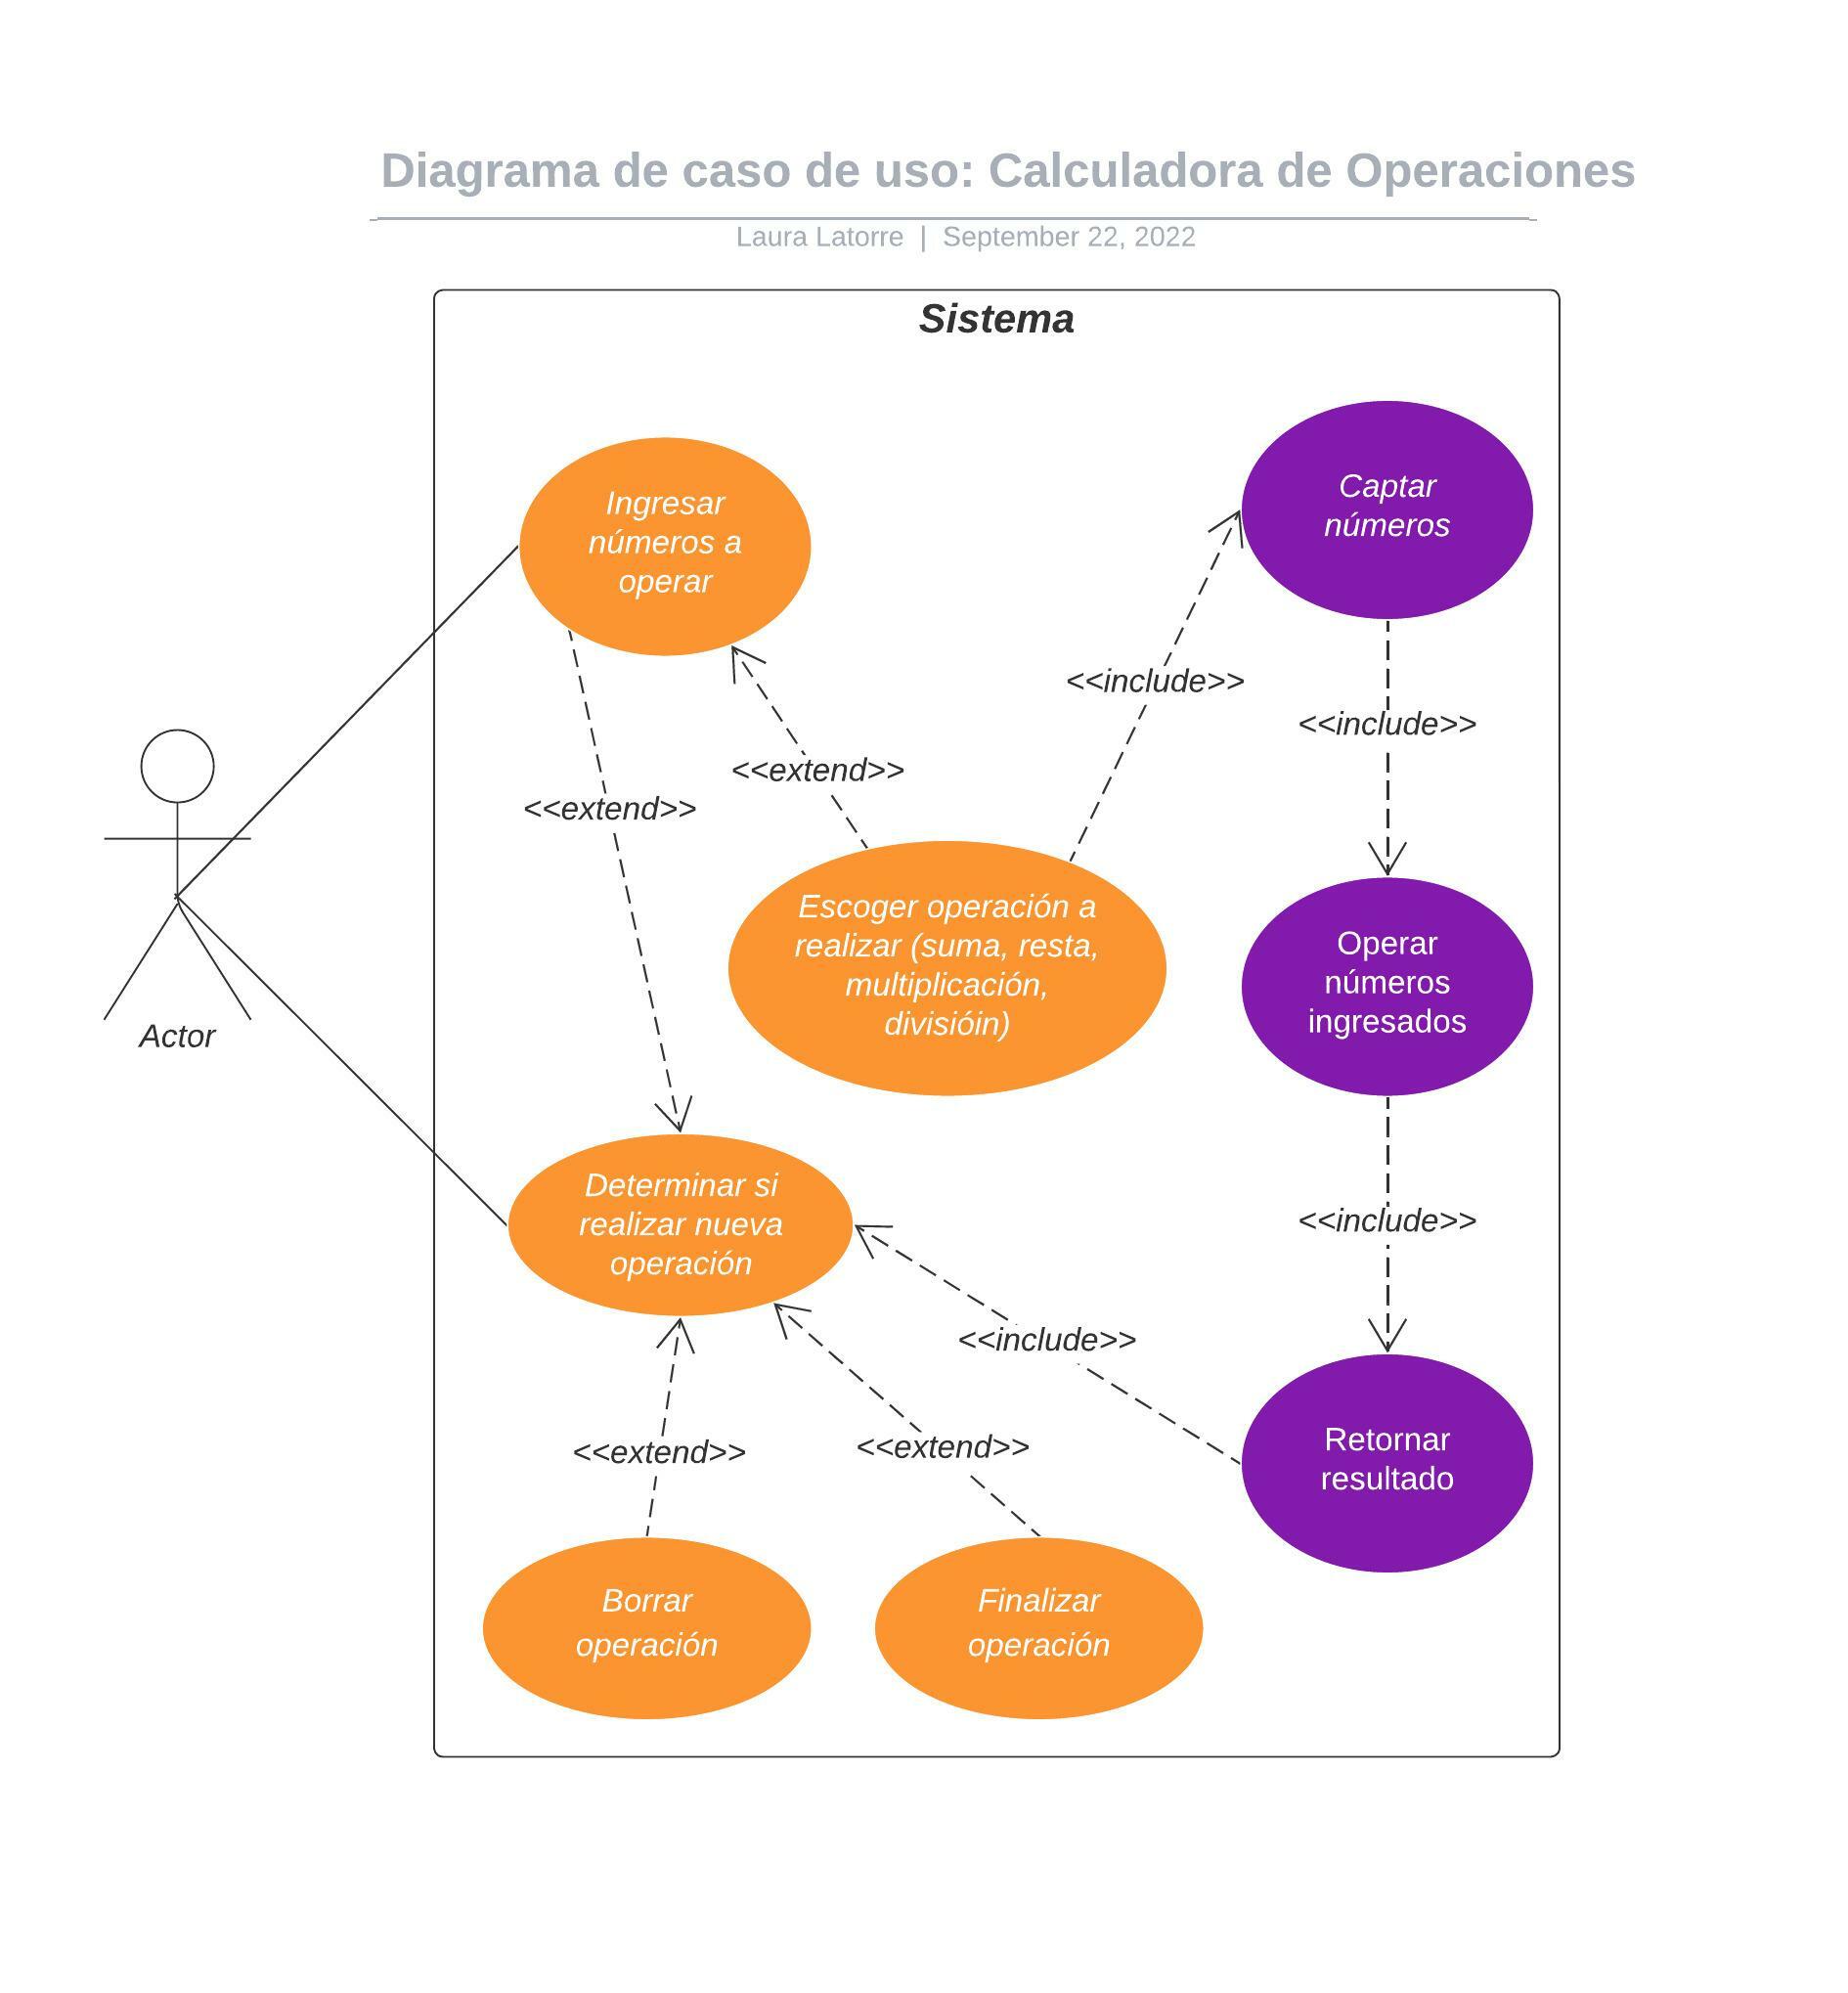 Diagrama de caso de uso: Calculadora de Operaciones
Laura Latorre | September 22, 2022
Sistema
Ingresar
números a
operar
Captar
números
<<include>>
<<include>>
<<extend>>
<<extend>>
Escoger operación a
realizar (suma, resta,
multiplicación,
divisióin)
Operar
números
ingresados
Actor
Determinar si
realizar nueva
operación
<<include>>
<<include>>
<<extend>>
<<extend>>
Retornar
resultado
Borrar
operación
Finalizar
operación